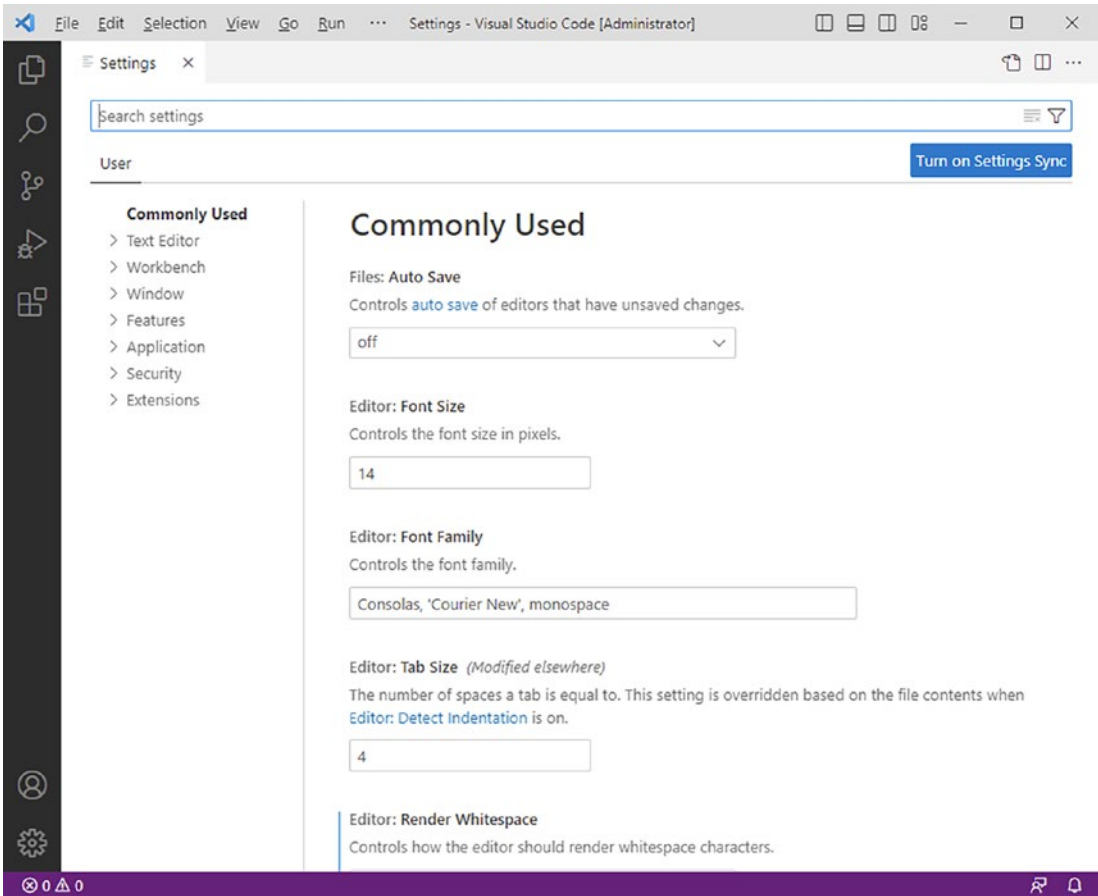 File Edit Selection View Go Run ··· Settings - Visual Studio Code [Administrator]
Settings
Search settings
User
Turn on Settings Sync
Commonly Used
Text Editor
Workbench
Window
Features
Application
Security
Extensions
Commonly Used
Files: Auto Save
Controls auto save of editors that have unsaved changes.
off
Editor: Font Size
Controls the font size in pixels.
14
Editor: Font Family
Controls the font family.
Consolas, 'Courier New', monospace
Editor: Tab Size (Modified elsewhere)
The number of spaces a tab is equal to. This setting is overridden based on the file contents when
Editor: Detect Indentation is on.
4
Editor: Render Whitespace
Controls how the editor should render whitespace characters.
0 0